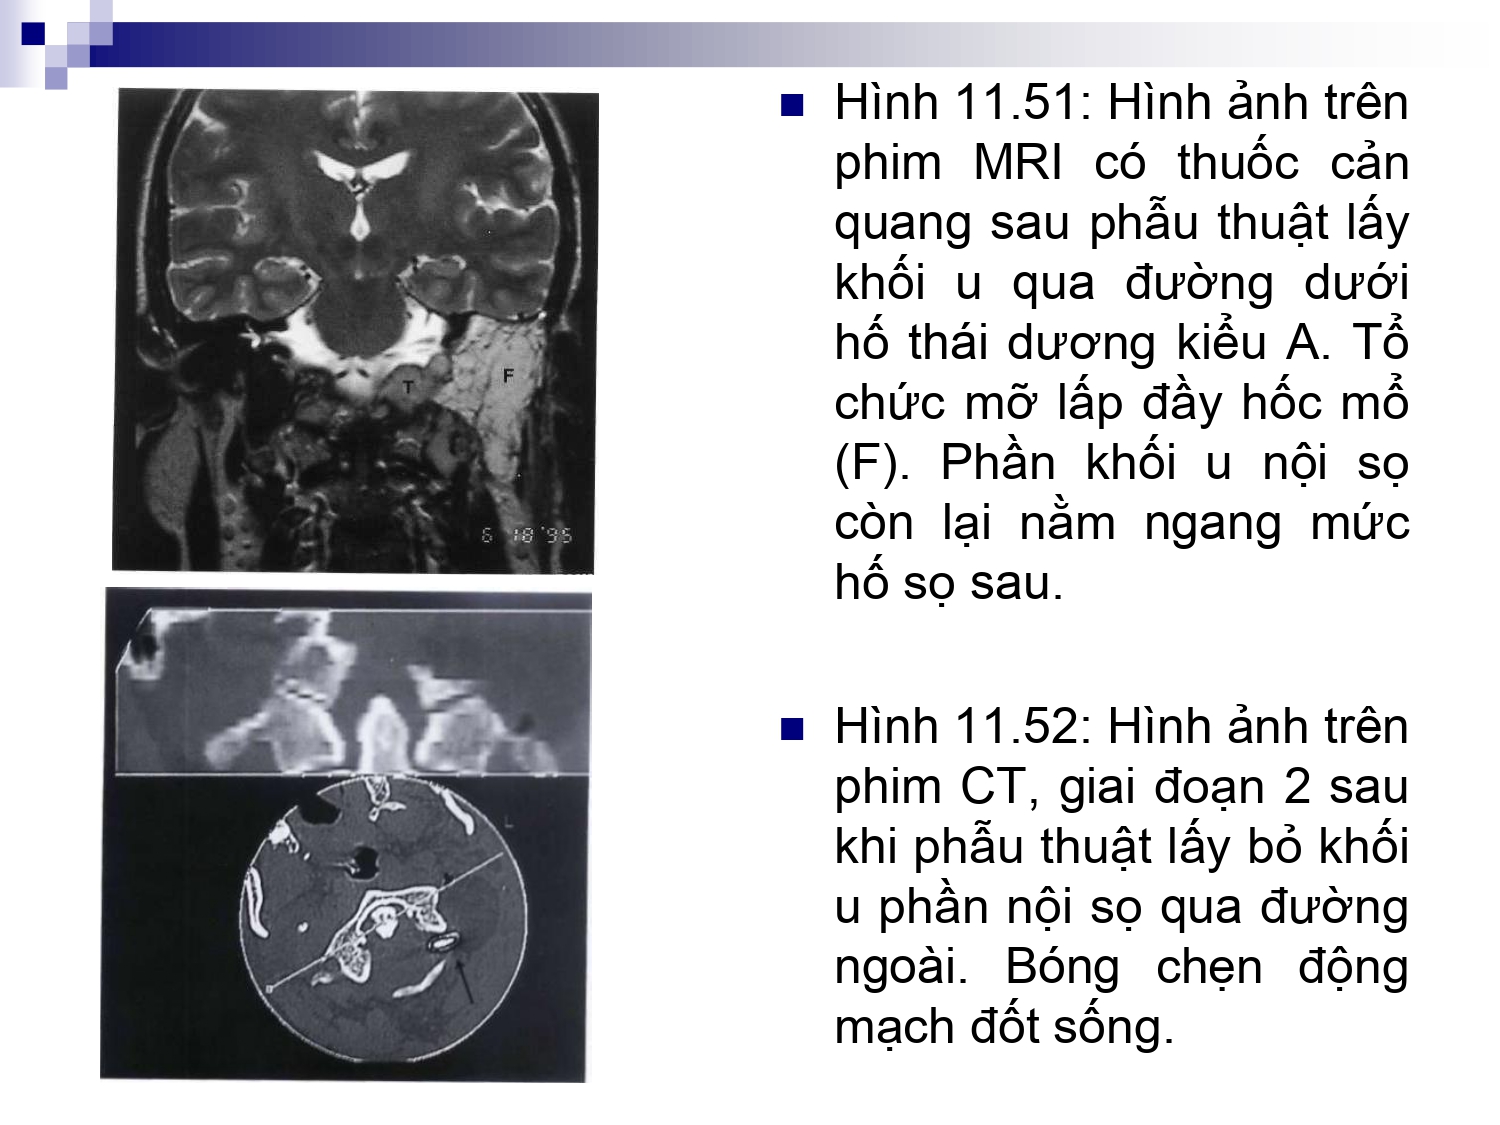 Hình 11.51: Hình ảnh trên
phim MRI có thuốc cản
quang sau phẫu thuật lấy
khối u qua đường dưới
hố thái dương kiểu A. Tổ
chức mỡ lấp đầy hốc mổ
(F). Phần khối u nội sọ
còn lại nằm ngang mức
hố sọ sau.
T
F
6 18 '95
L
Hình 11.52: Hình ảnh trên
phim CT, giai đoạn 2 sau
khi phẫu thuật lấy bỏ khối
u phần nội sọ qua đường
ngoài. Bóng chẹn động
mạch đốt sống.